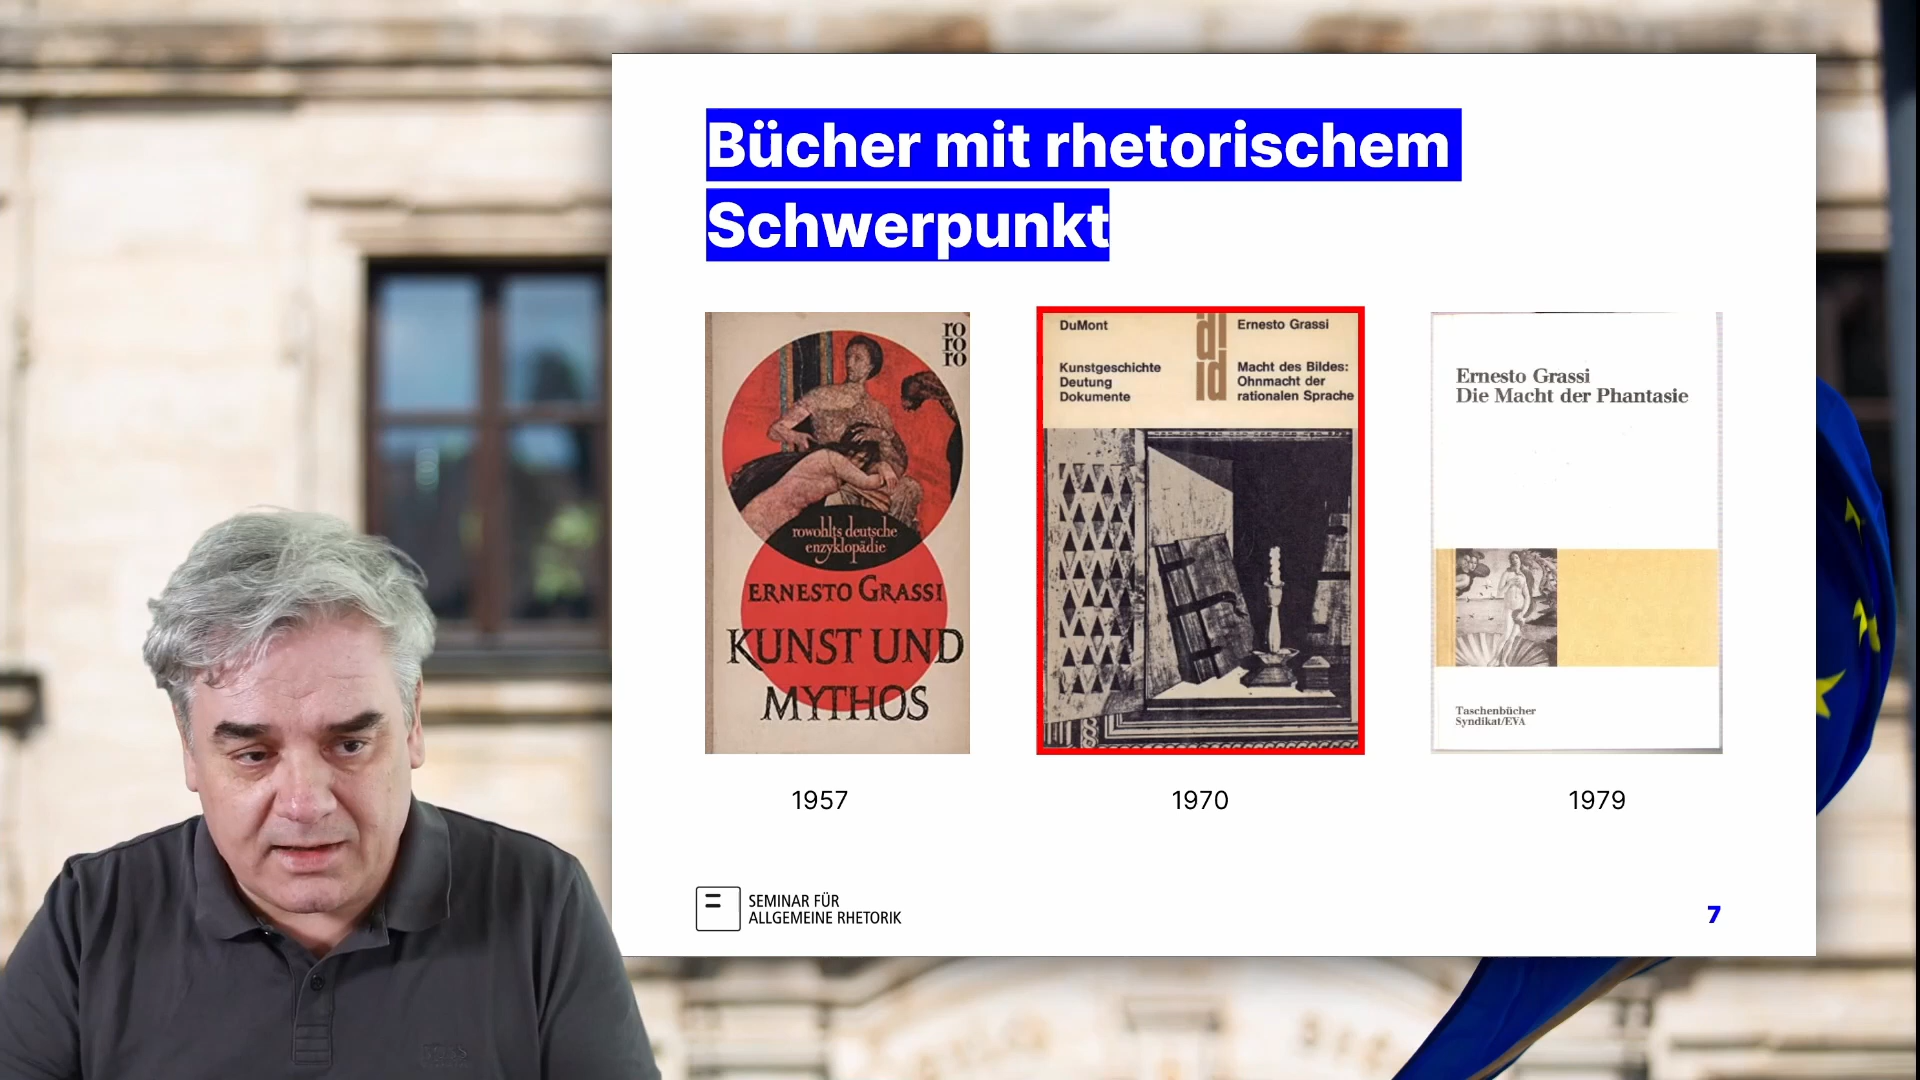 Bücher mit rhetorischem
Schwerpunkt
ro
ro
ro
rowohlts deutsche
enzyklopädie
ERNESTO GRASSI
KUNST UND
MYTHOS
1957
DuMont
Kunstgeschichte
Deutung
Dokumente
Ernesto Grassi
Macht des Bildes:
Ohnmacht der
rationalen Sprache
1970
Ernesto Grassi
Die Macht der Phantasie
Taschenbücher
Syndikat/EVA
1979
SEMINAR FÜR
ALLGEMEINE RHETORIK
7